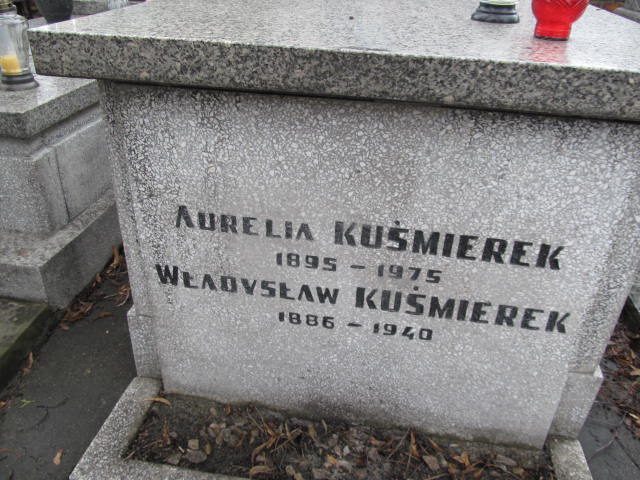 AURELIA KUŚMIEREK
1895 - 1975
WŁADYSŁAW KUŚMIEREK
1886 - 1940